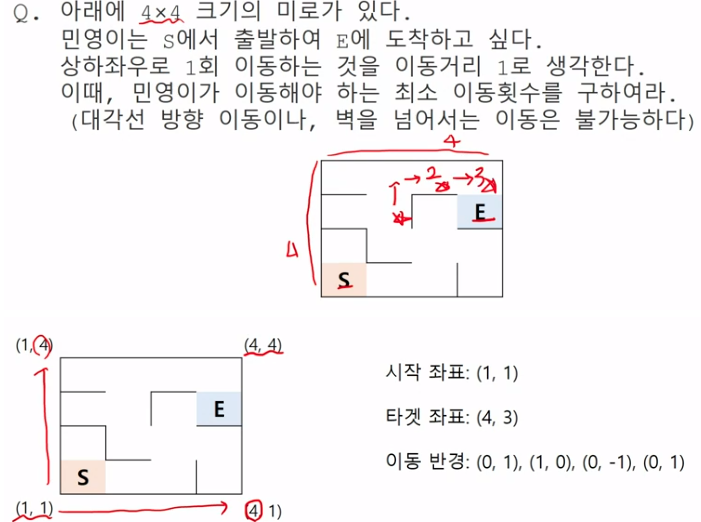 Q. 아래에 4×4 크기의 미로가 있다.
민영이는 S에서 출발하여 E에 도착하고 싶다.
상하좌우로 1회 이동하는 것을 이동거리 1로 생각한다.
이때, 민영이가 이동해야 하는 최소 이동횟수를 구하여라.
(대각선 방향 이동이나, 벽을 넘어서는 이동은 불가능하다)
4
2 3
E
4
S
(1, 4) (4, 4)
시작 좌표: (1, 1)
E
타겟 좌표: (4, 3)
이동 반경: (0, 1), (1, 0), (0, -1), (0, 1)
S
(1, 1) (4 1)